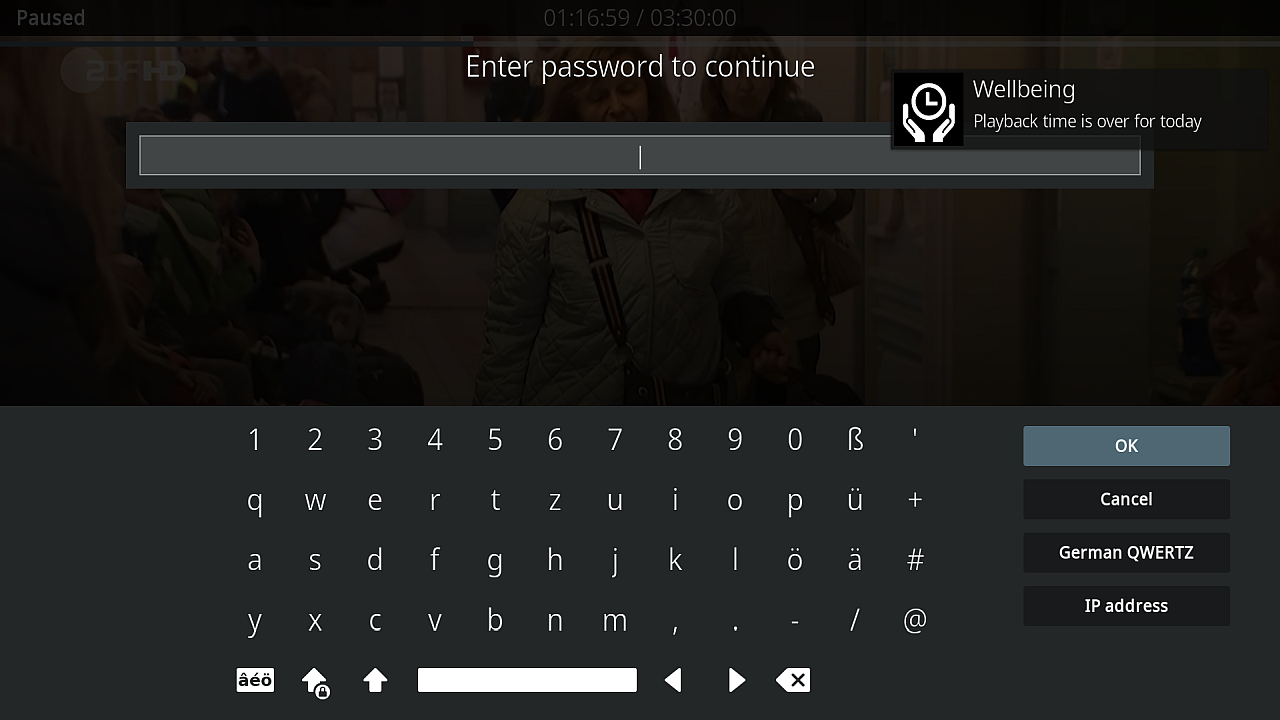 Paused
01:16:59 / 03:30:00
ZDF HD
Enter password to continue
Wellbeing
Playback time is over for today
1 2 3 4 5 6 7 8 9 0 ß '
q w e r t z u i o p ü +
a s d f g h j k l ö ä #
y x c v b n m , . - / @
âéö
OK
Cancel
German QWERTZ
IP address